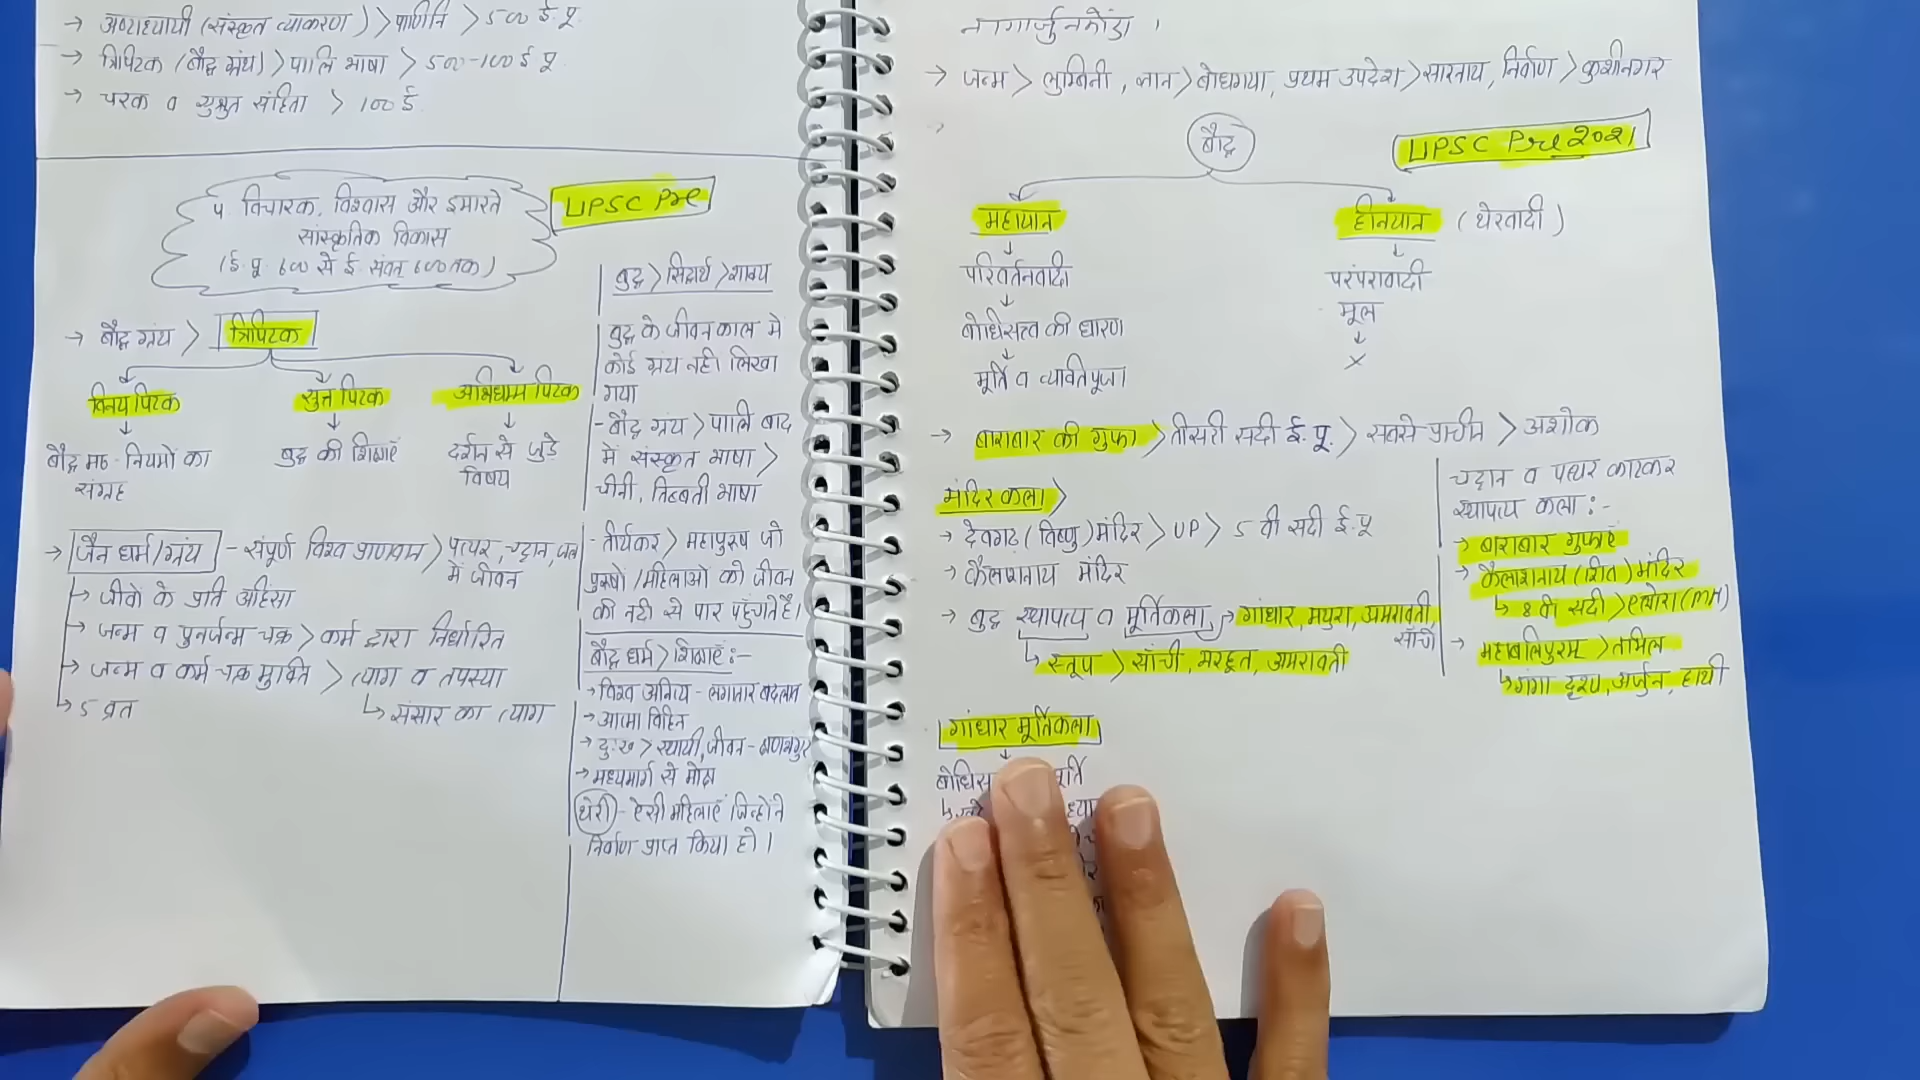 → अष्टाध्यायी (संस्कृत व्याकरण) > पाणिनि > 500 ई. पू.
→ त्रिपिटक (बौद्ध ग्रंथ) > पालि भाषा > 500-100 ई पू
→ चरक व सुश्रुत संहिता > 100 ई.
4. विचारक, विश्वास और इमारते
सांस्कृतिक विकास
(ई. पू. 600 से ई. संवत् 600 तक)
UPSC Pre
→ बौद्ध ग्रंथ > त्रिपिटक
विनय पिटक
सुत्त पिटक
अभिधम्म पिटक
बौद्ध मठ - नियमों का
संग्रह
बुद्ध की शिक्षाएं
दर्शन से जुड़े
विषय
→ जैन धर्म/ग्रंथ - संपूर्ण विश्व प्राणवान > पत्थर, चट्टान, जल
में जीवन
→ जीवों के प्रति अहिंसा
→ जन्म व पुनर्जन्म चक्र > कर्म द्वारा निर्धारित
→ जन्म व कर्म चक्र मुक्ति > त्याग व तपस्या
↳ संसार का त्याग
↳ 5 व्रत
बुद्ध > सिद्धार्थ > शाक्य
बुद्ध के जीवन काल में
कोई ग्रंथ नही लिखा
गया
- बौद्ध ग्रंथ > पालि बाद
में संस्कृत भाषा >
चीनी, तिब्बती भाषा
- तीर्थकर > महापुरुष जो
पुरुषों/महिलाओं को जीवन
की नदी से पार पहुँचाते है।
बौद्ध धर्म > शिक्षाएं :-
→ विश्व अनित्य - लगातार बदलाव
→ आत्मा विहिन
→ दुःख > स्थायी, जीवन - क्षणभंगुर
→ मध्यमार्ग से मोक्ष
थेरी - ऐसी महिलाएं जिन्होंने
निर्वाण प्राप्त किया हो।
नागार्जुनकोंडा।
→ जन्म > लुम्बिनी, ज्ञान > बोधगया, प्रथम उपदेश > सारनाथ, निर्वाण > कुशीनगर
बौद्ध
UPSC Pre 2021
महायान
हीनयान (थेरवादी)
परिवर्तनवादी
परंपरावादी
मूल
बोधिसत्व की धारण
×
मूर्ति व व्यक्तिपूजा
→ बाराबार की गुफा > तीसरी सदी ई. पू. > सबसे प्राचीन > अशोक
मंदिर कला >
→ देवगढ़ (विष्णु) मंदिर > UP > 5 वी सदी ई. पू
→ कैलाशनाथ मंदिर
→ बुद्ध स्थापत्य व मूर्तिकला → गांधार, मथुरा, अमरावती,
सांची
↳ स्तूप > सांची, भरहूत, अमरावती
चट्टान व पत्थर काटकर
स्थापत्य कला :-
→ बाराबार गुफाएं
→ कैलाशनाथ (शिव) मंदिर
↳ 8 वी सदी > एलोरा (MH)
→ महाबलिपुरम > तमिल
↳ गंगा दृश्य, अर्जुन, हाथी
गांधार मूर्तिकला